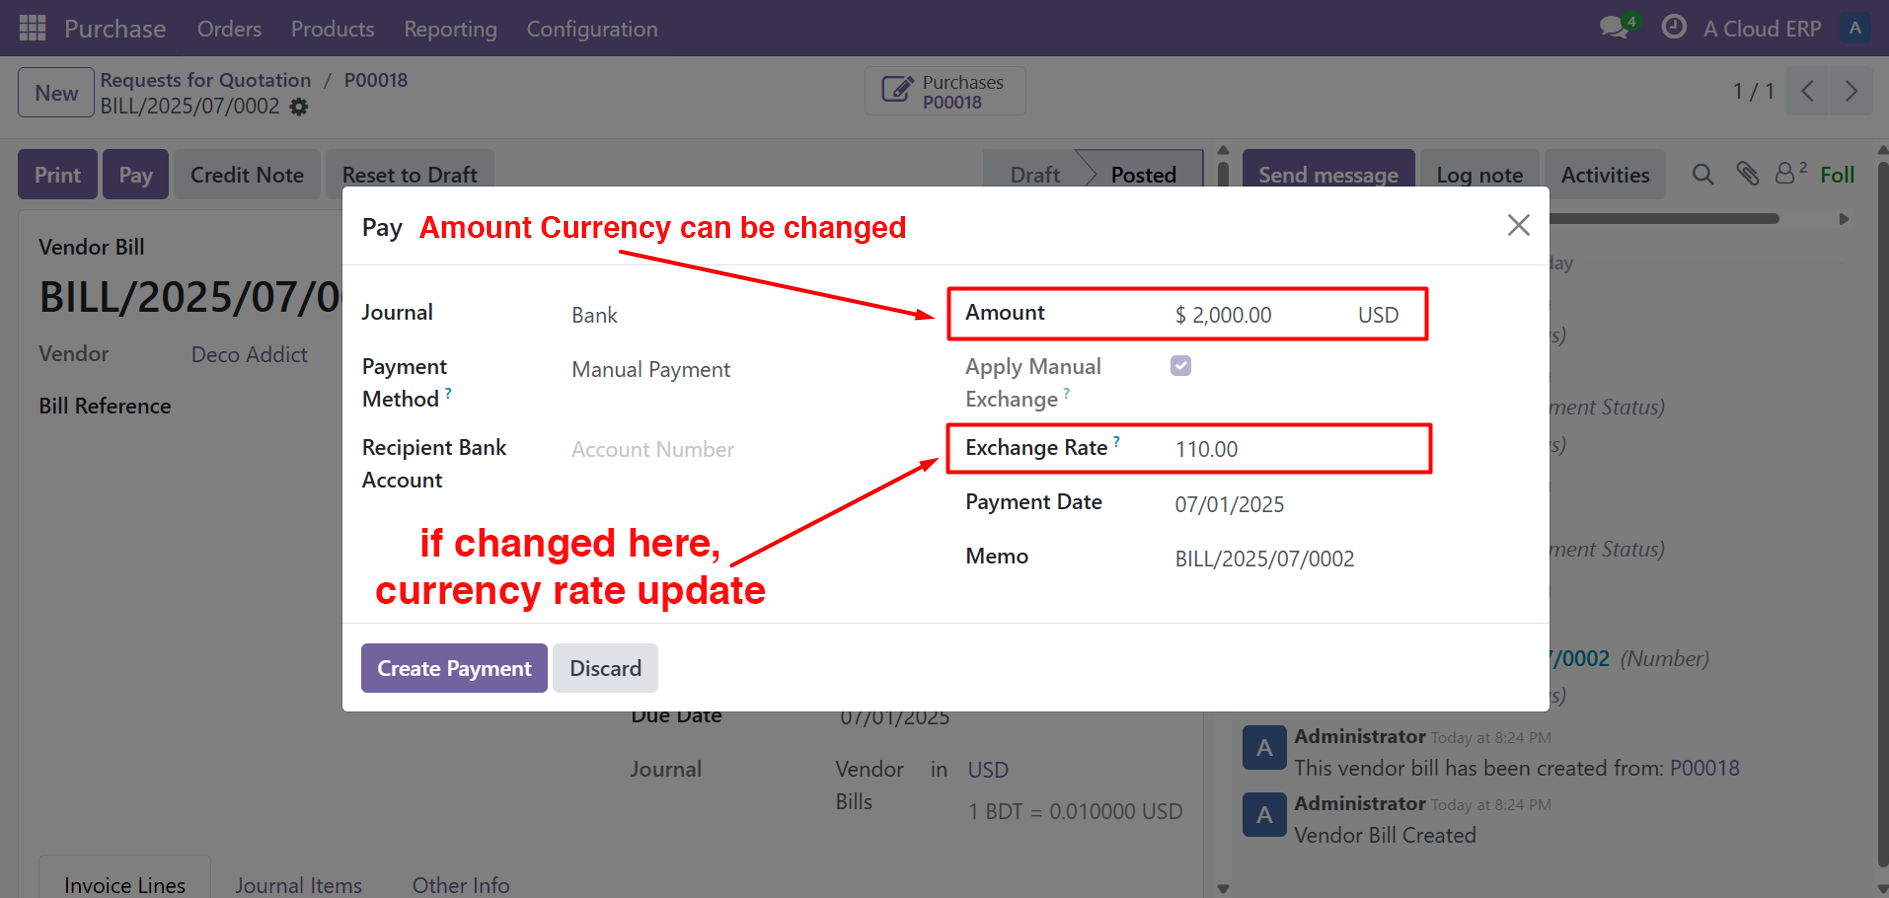 Purchase Orders Products Reporting Configuration 4 A Cloud ERP A
New Requests for Quotation / P00018
BILL/2025/07/0002
Purchases
P00018
1 / 1
Print Pay Credit Note Reset to Draft Draft Posted Send message Log note Activities 2 Foll
Pay Amount Currency can be changed
Vendor Bill
BILL/2025/07/0
Vendor Deco Addict
Bill Reference
Journal Bank
Payment
Method ? Manual Payment
Recipient Bank
Account Account Number
Amount $ 2,000.00 USD
Apply Manual
Exchange ?
Exchange Rate ? 110.00
Payment Date 07/01/2025
Memo BILL/2025/07/0002
if changed here,
currency rate update
Create Payment Discard
ay
s)
ment Status)
s)
ment Status)
/0002 (Number)
s)
Due Date 07/01/2025
Journal Vendor in USD
Bills
1 BDT = 0.010000 USD
A Administrator Today at 8:24 PM
This vendor bill has been created from: P00018
A Administrator Today at 8:24 PM
Vendor Bill Created
Invoice Lines Journal Items Other Info